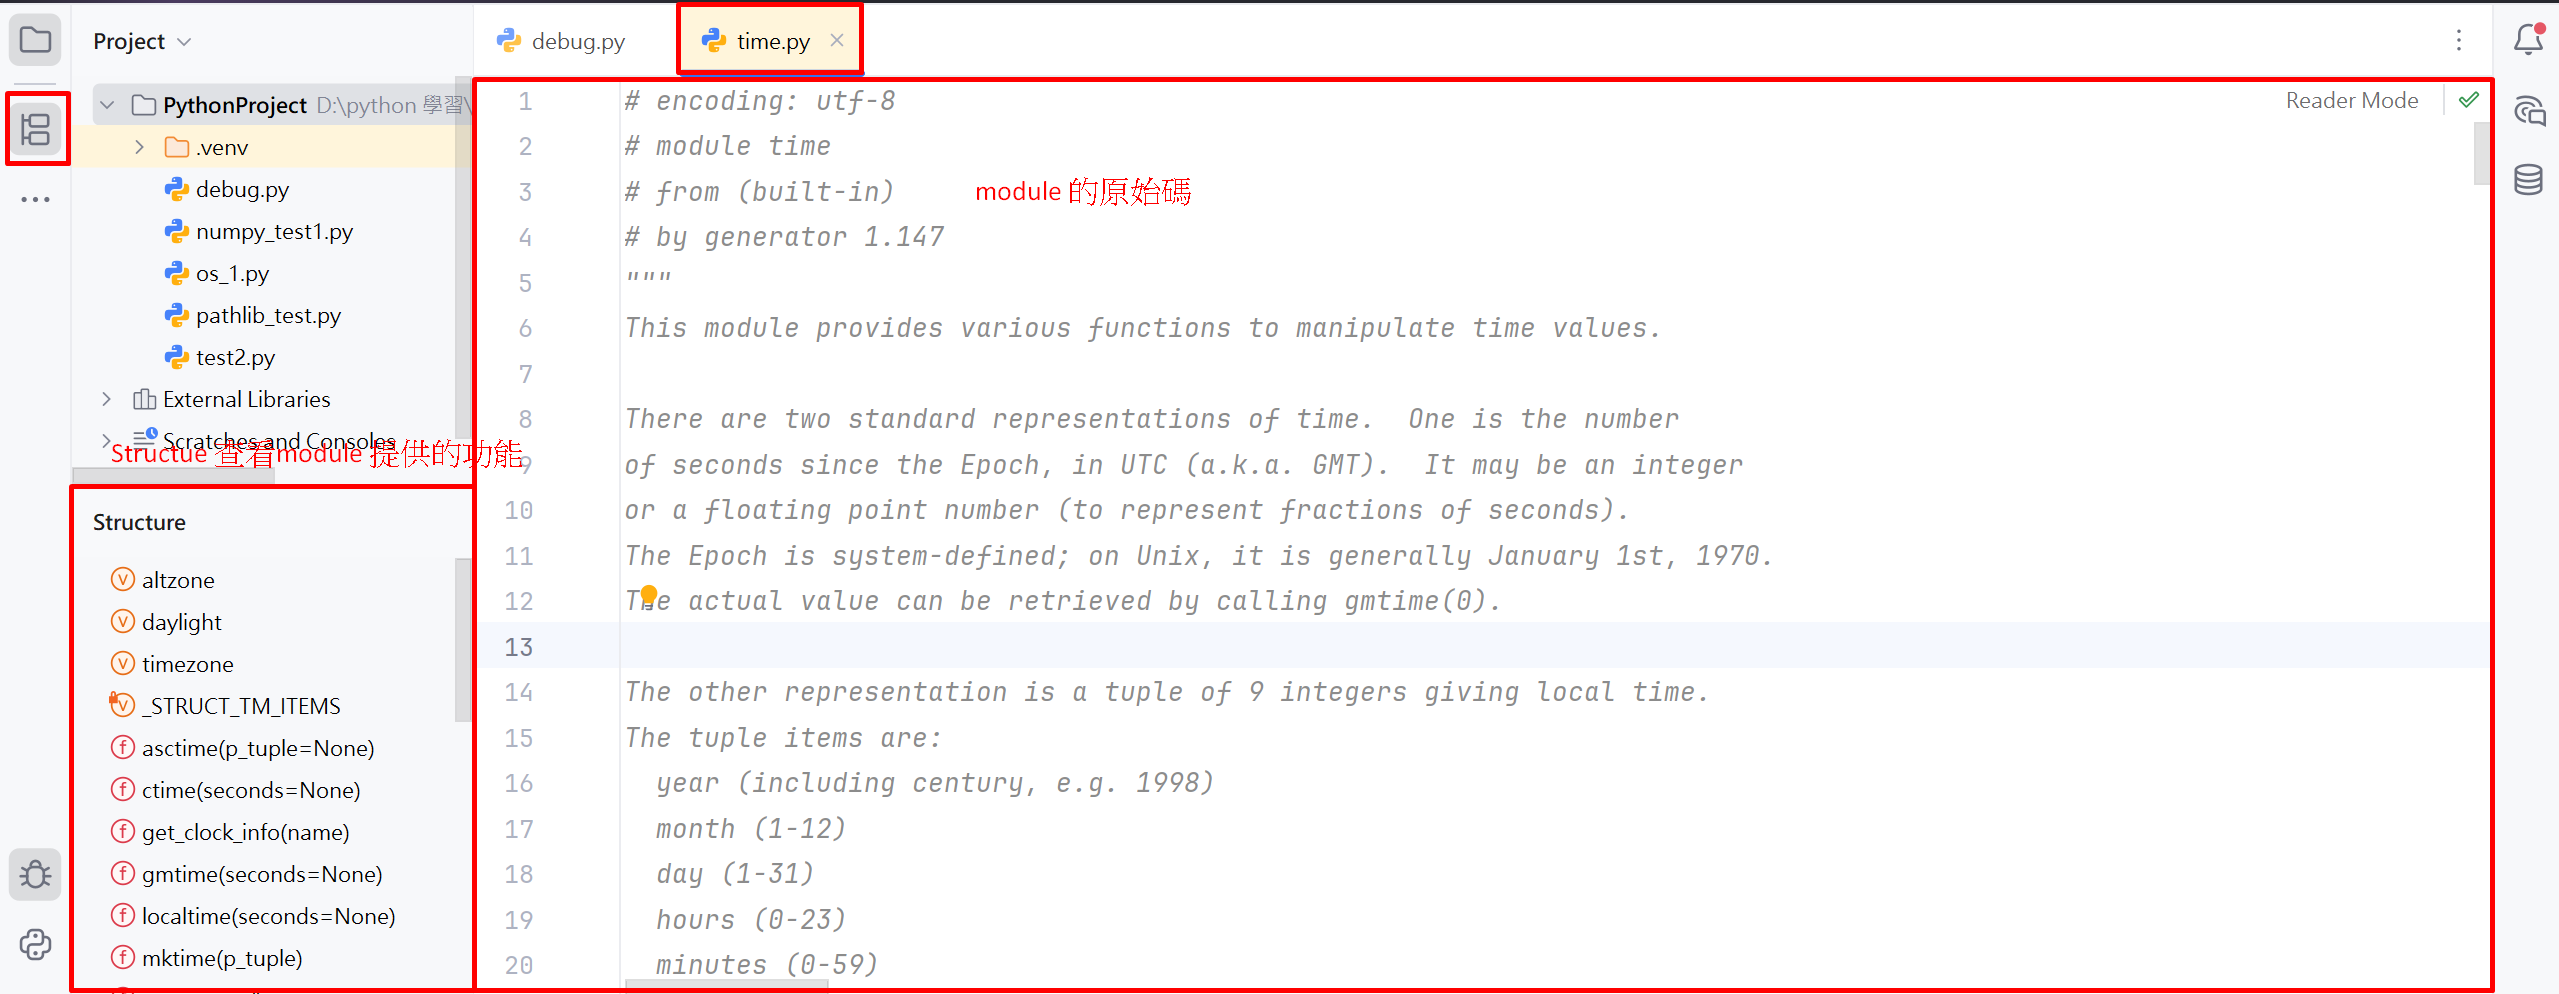 Project
debug.py
time.py
PythonProject D:\python 學習\
.venv
debug.py
numpy_test1.py
os_1.py
pathlib_test.py
test2.py
External Libraries
Scratches and Consoles
Structue 查看module 提供的功能
Structure
altzone
daylight
timezone
_STRUCT_TM_ITEMS
asctime(p_tuple=None)
ctime(seconds=None)
get_clock_info(name)
gmtime(seconds=None)
localtime(seconds=None)
mktime(p_tuple)
Reader Mode
module 的原始碼
1 # encoding: utf-8
2 # module time
3 # from (built-in)
4 # by generator 1.147
5 """
6 This module provides various functions to manipulate time values.
7
8 There are two standard representations of time.  One is the number
9 of seconds since the Epoch, in UTC (a.k.a. GMT).  It may be an integer
10 or a floating point number (to represent fractions of seconds).
11 The Epoch is system-defined; on Unix, it is generally January 1st, 1970.
12 The actual value can be retrieved by calling gmtime(0).
13
14 The other representation is a tuple of 9 integers giving local time.
15 The tuple items are:
16 year (including century, e.g. 1998)
17 month (1-12)
18 day (1-31)
19 hours (0-23)
20 minutes (0-59)